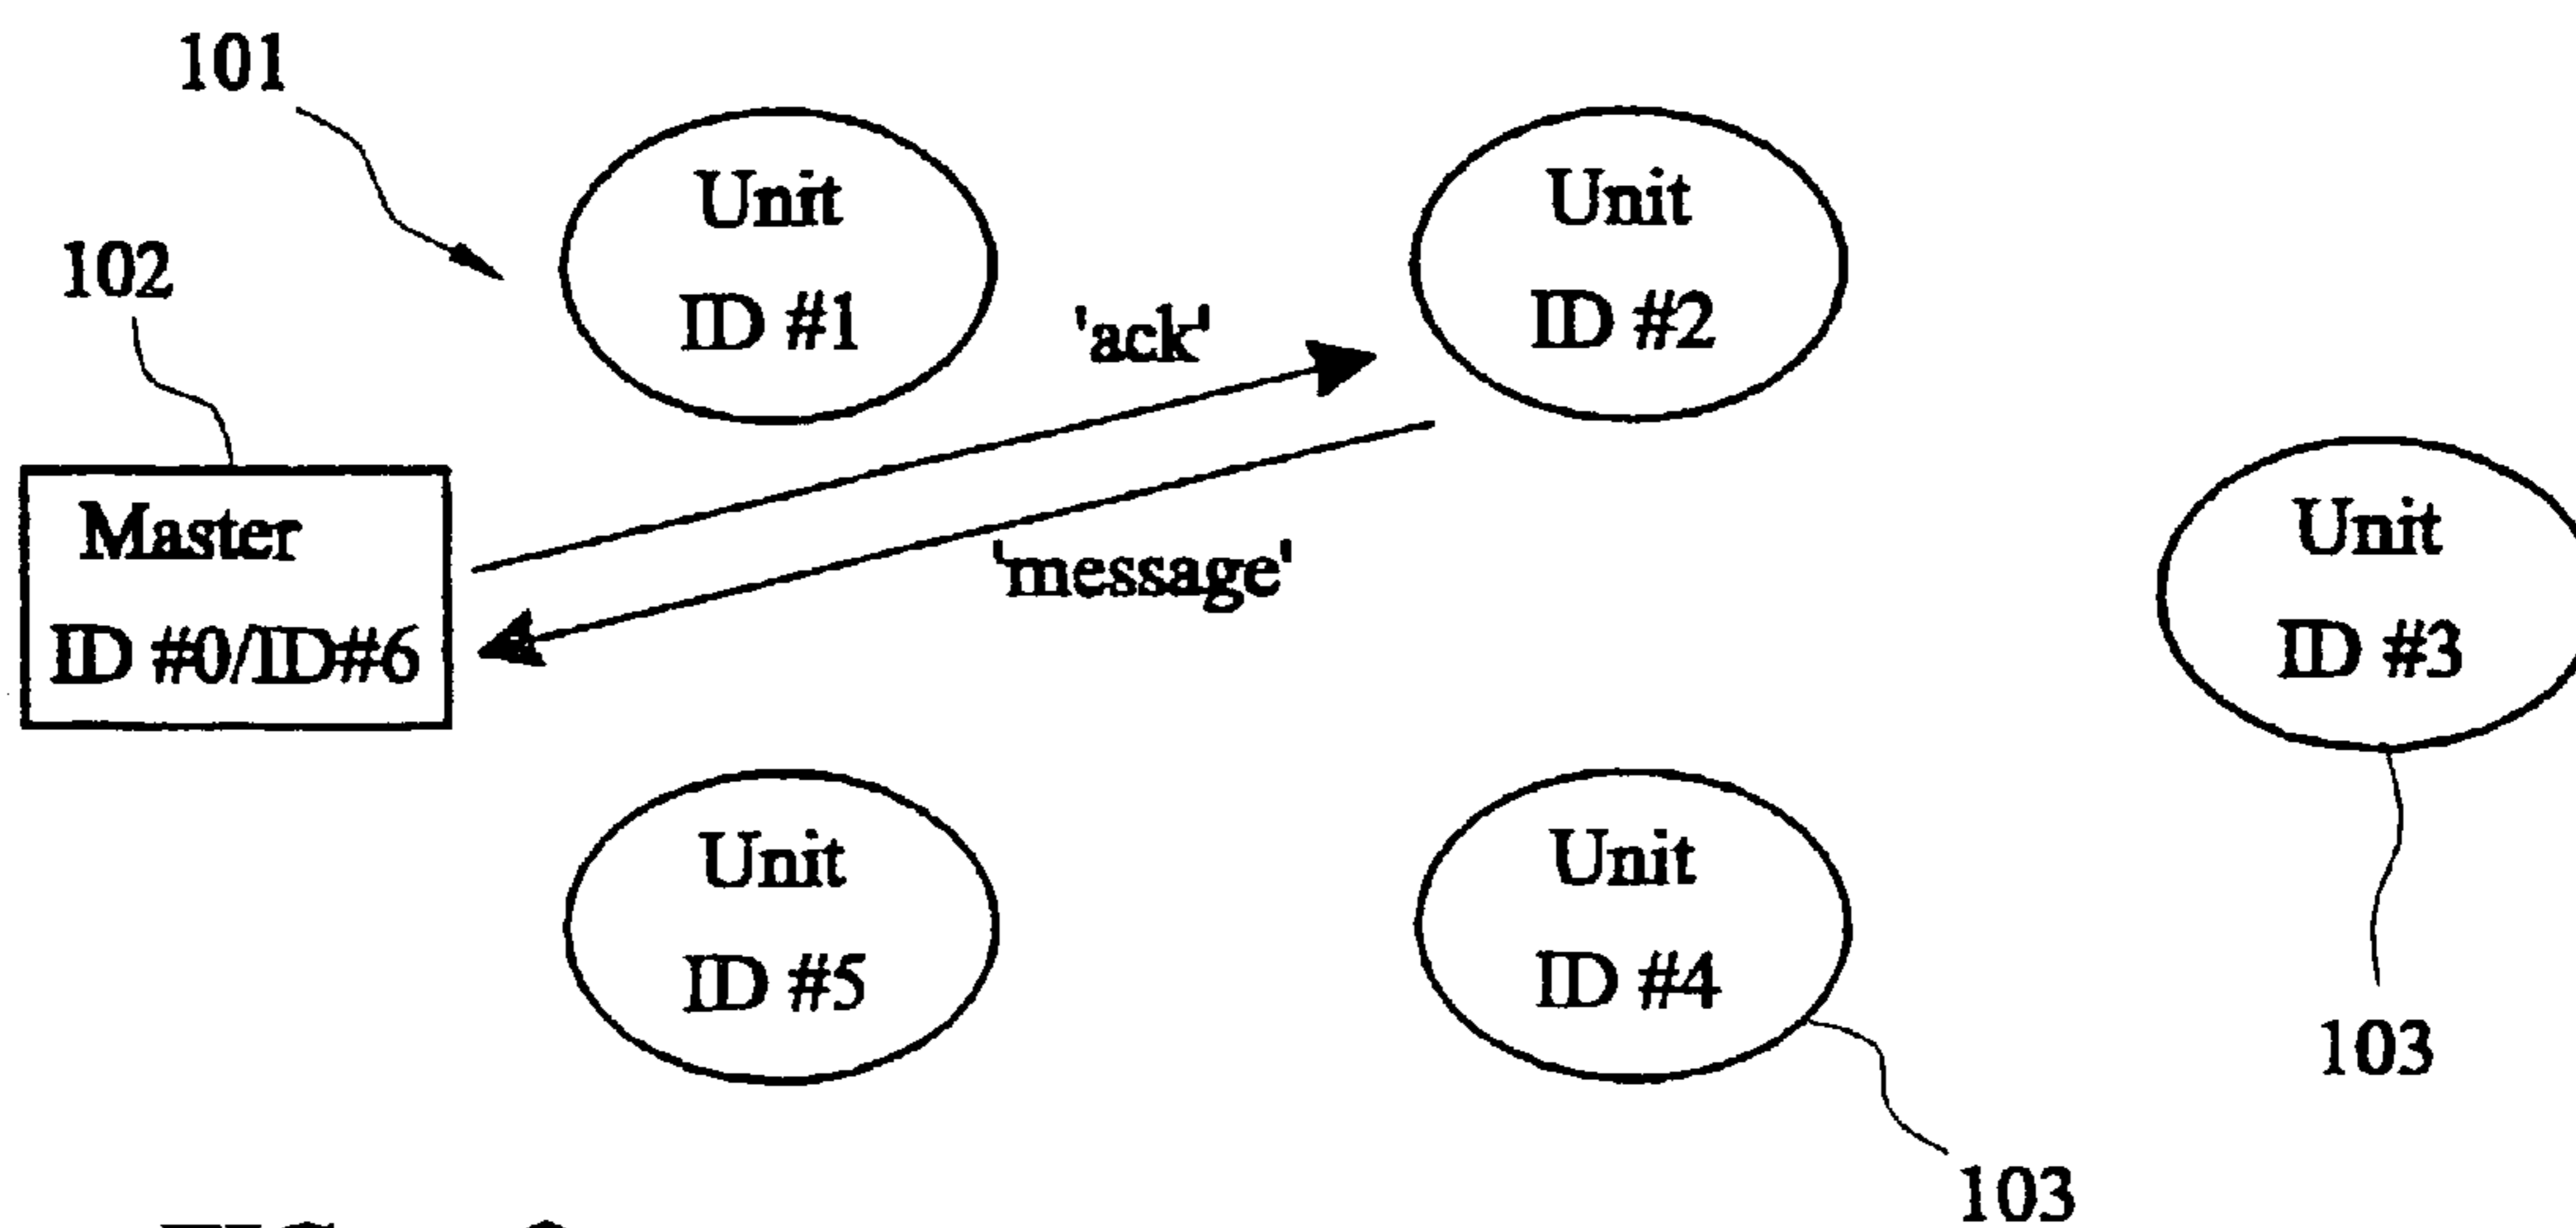 101
102
Unit
ID #1
Unit
ID #2
'ack'
Master
ID #0/ID#6
'message'
Unit
ID #3
Unit
ID #5
Unit
ID #4
103
103